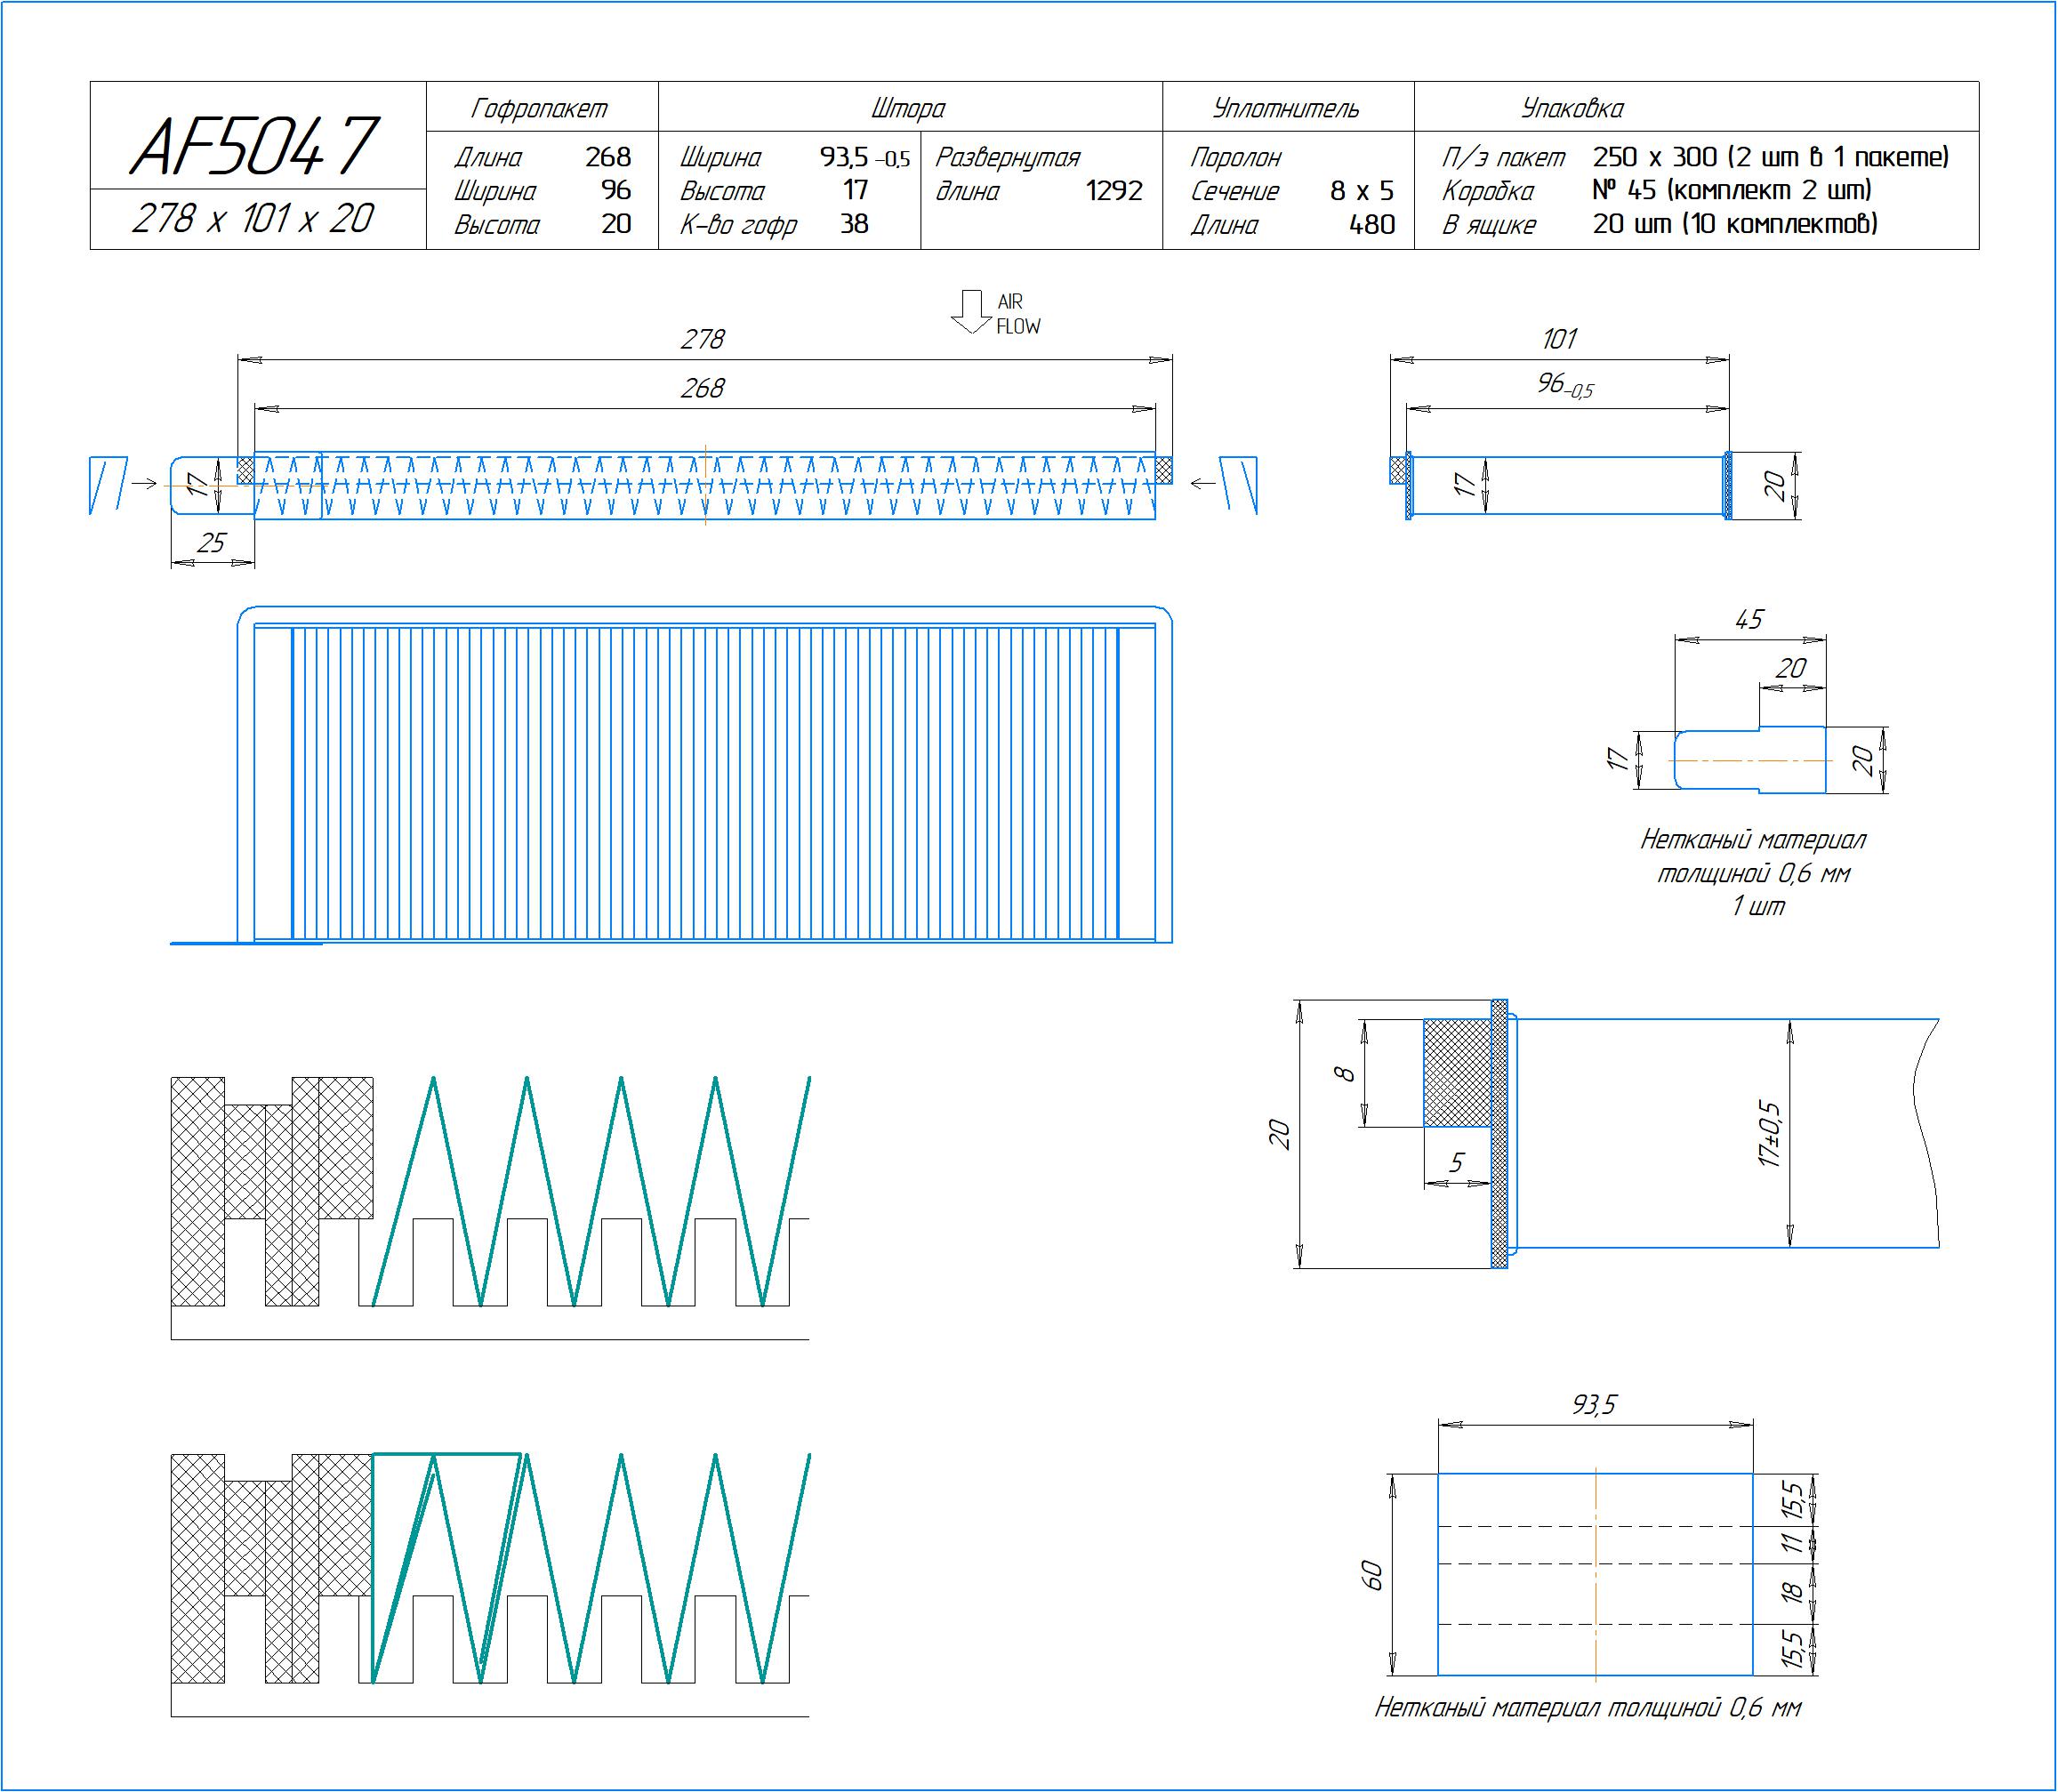 AF5047
278 x 101 x 20
Гофропакет
Длина 268
Ширина 96
Высота 20
Штора
Ширина 93,5 –0,5
Высота 17
К-во гофр 38
Развернутая
длина 1292
Уплотнитель
Поролон
Сечение 8 x 5
Длина 480
Упаковка
П/э пакет 250 x 300 (2 шт в 1 пакете)
Коробка № 45 (комплект 2 шт)
В ящике 20 шт (10 комплектов)
AIR
FLOW
278
268
17
25
101
96–0,5
17
20
45
20
17
20
Нетканый материал
толщиной 0,6 мм
1 шт
20
8
5
17±0,5
93,5
60
15,5
11
18
15,5
Нетканый материал толщиной 0,6 мм